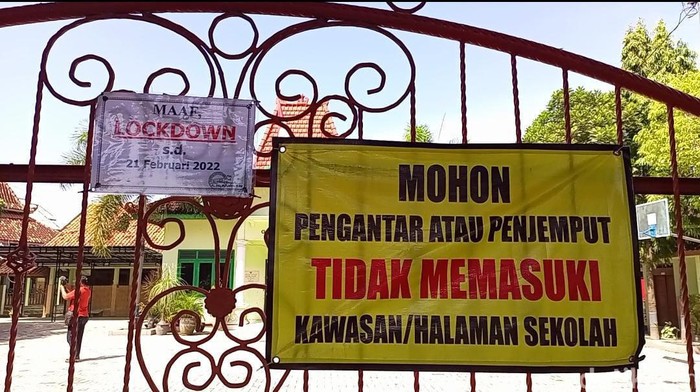 MAAF,
LOCKDOWN
s.d.
21 Februari 2022
MOHON
PENGANTAR ATAU PENJEMPUT
TIDAK MEMASUKI
KAWASAN/HALAMAN SEKOLAH